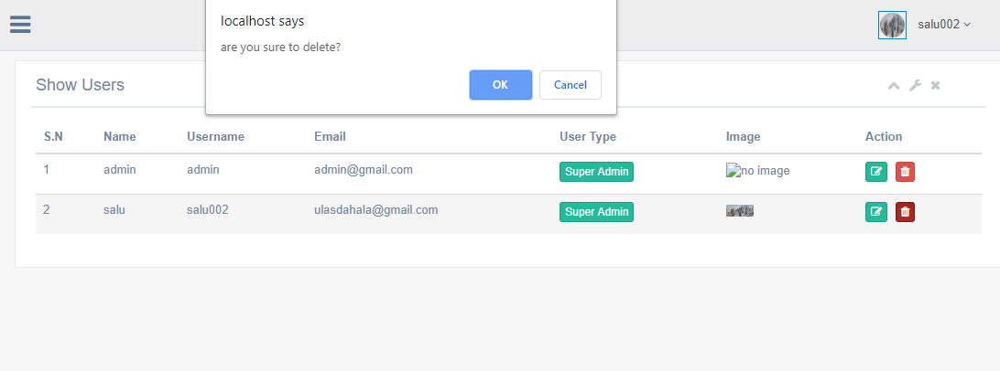 localhost says
are you sure to delete?
OK Cancel
salu002
Show Users
S.N Name Username Email User Type Image Action
1 admin admin admin@gmail.com Super Admin no image
2 salu salu002 ulasdahala@gmail.com Super Admin